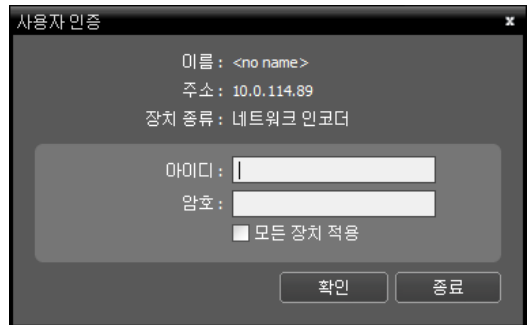 사용자 인증 x
이름 : <no name>
주소 : 10.0.114.89
장치 종류 : 네트워크 인코더
아이디 :
암호 :
모든 장치 적용
확인 종료